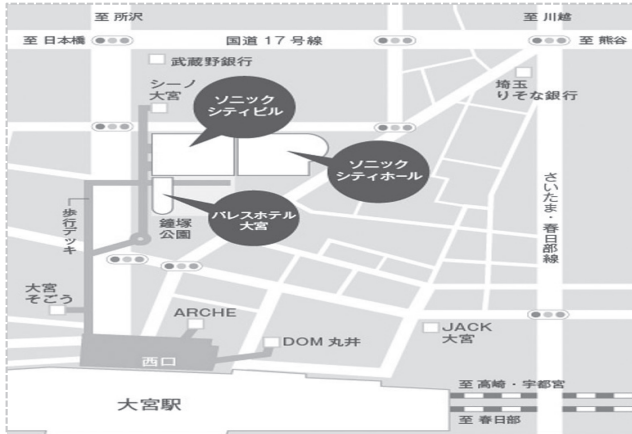 至 所沢
至 川越
至 日本橋
国道 17 号線
至 熊谷
武蔵野銀行
シーノ
大宮
ソニック
シティビル
埼玉
りそな銀行
ソニック
シティホール
さいたま・春日部線
歩行デッキ
鐘塚
公園
パレスホテル
大宮
大宮
そごう
ARCHE
DOM 丸井
JACK
大宮
西口
大宮駅
至 高崎・宇都宮
至 春日部